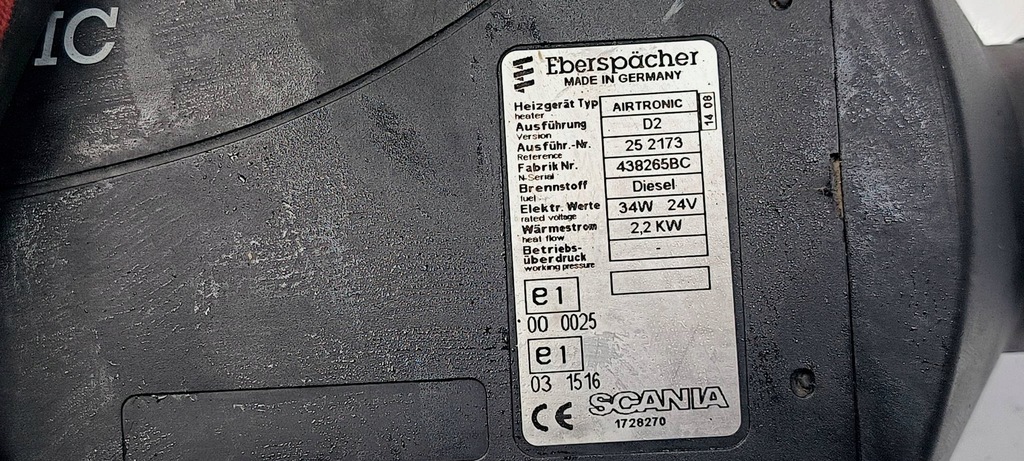 IC
Eberspächer
MADE IN GERMANY
Heizgerät Typ AIRTRONIC
heater
Ausführung D2
Version
Ausführ.-Nr. 25 2173
Reference
Fabrik Nr. 438265BC
N-Serial
Brennstoff Diesel
fuel
Elektr. Werte 34W 24V
rated voltage
Wärmestrom 2,2 KW
heat flow
Betriebs- -
überdruck
working pressure
14 08
e1
00 0025
e1
03 1516
CE SCANIA
1728270